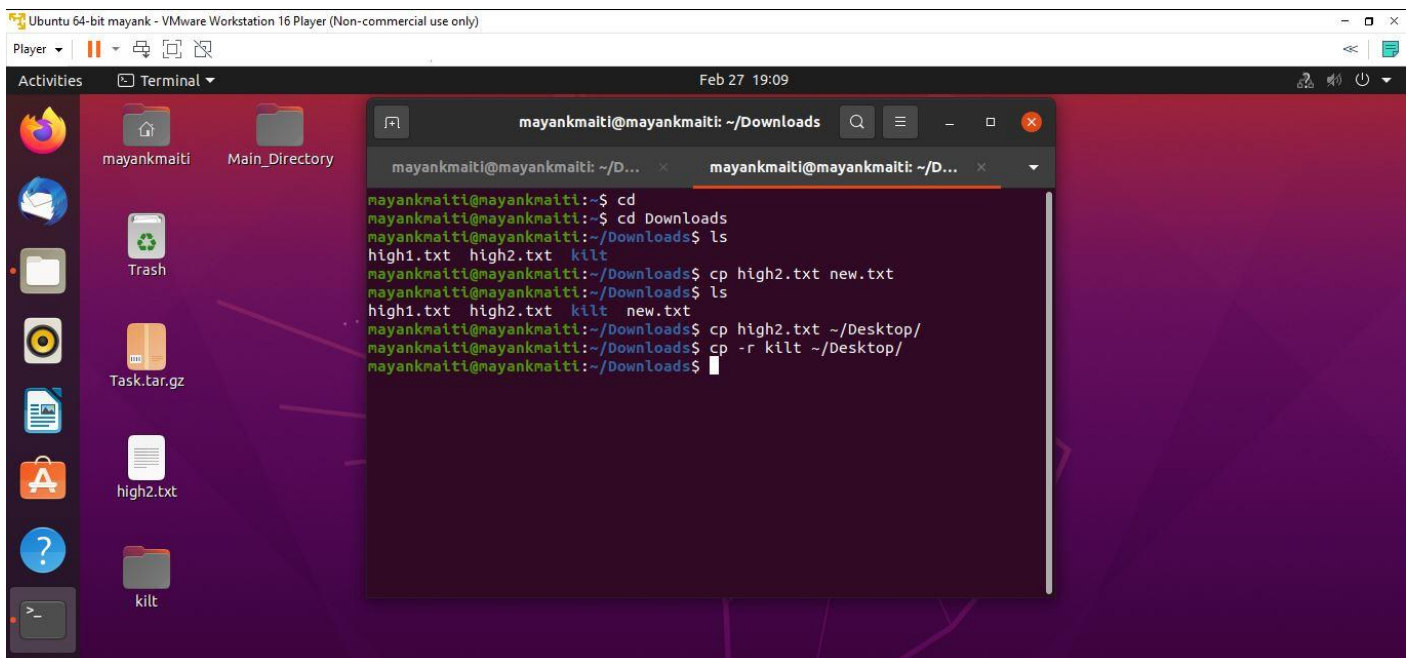 Ubuntu 64-bit mayank - VMware Workstation 16 Player (Non-commercial use only)
Player
Activities Terminal Feb 27 19:09
mayankmaiti@mayankmaiti: ~/Downloads
mayankmaiti@mayankmaiti: ~/D... mayankmaiti@mayankmaiti: ~/D...
mayankmaiti@mayankmaiti:~$ cd
mayankmaiti@mayankmaiti:~$ cd Downloads
mayankmaiti@mayankmaiti:~/Downloads$ ls
high1.txt high2.txt kilt
mayankmaiti@mayankmaiti:~/Downloads$ cp high2.txt new.txt
mayankmaiti@mayankmaiti:~/Downloads$ ls
high1.txt high2.txt kilt new.txt
mayankmaiti@mayankmaiti:~/Downloads$ cp high2.txt ~/Desktop/
mayankmaiti@mayankmaiti:~/Downloads$ cp -r kilt ~/Desktop/
mayankmaiti@mayankmaiti:~/Downloads$
mayankmaiti Main_Directory
Trash
Task.tar.gz
high2.txt
kilt